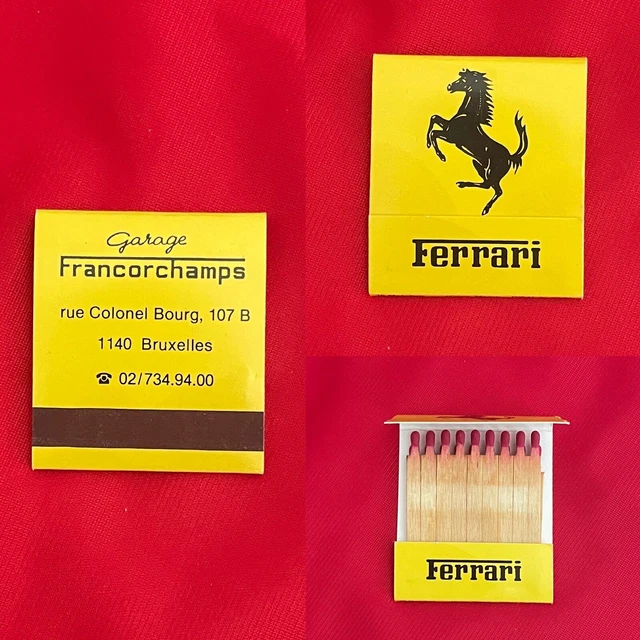 Garage
Francorchamps
rue Colonel Bourg, 107 B
1140 Bruxelles
☎ 02/734.94.00
Ferrari
Ferrari